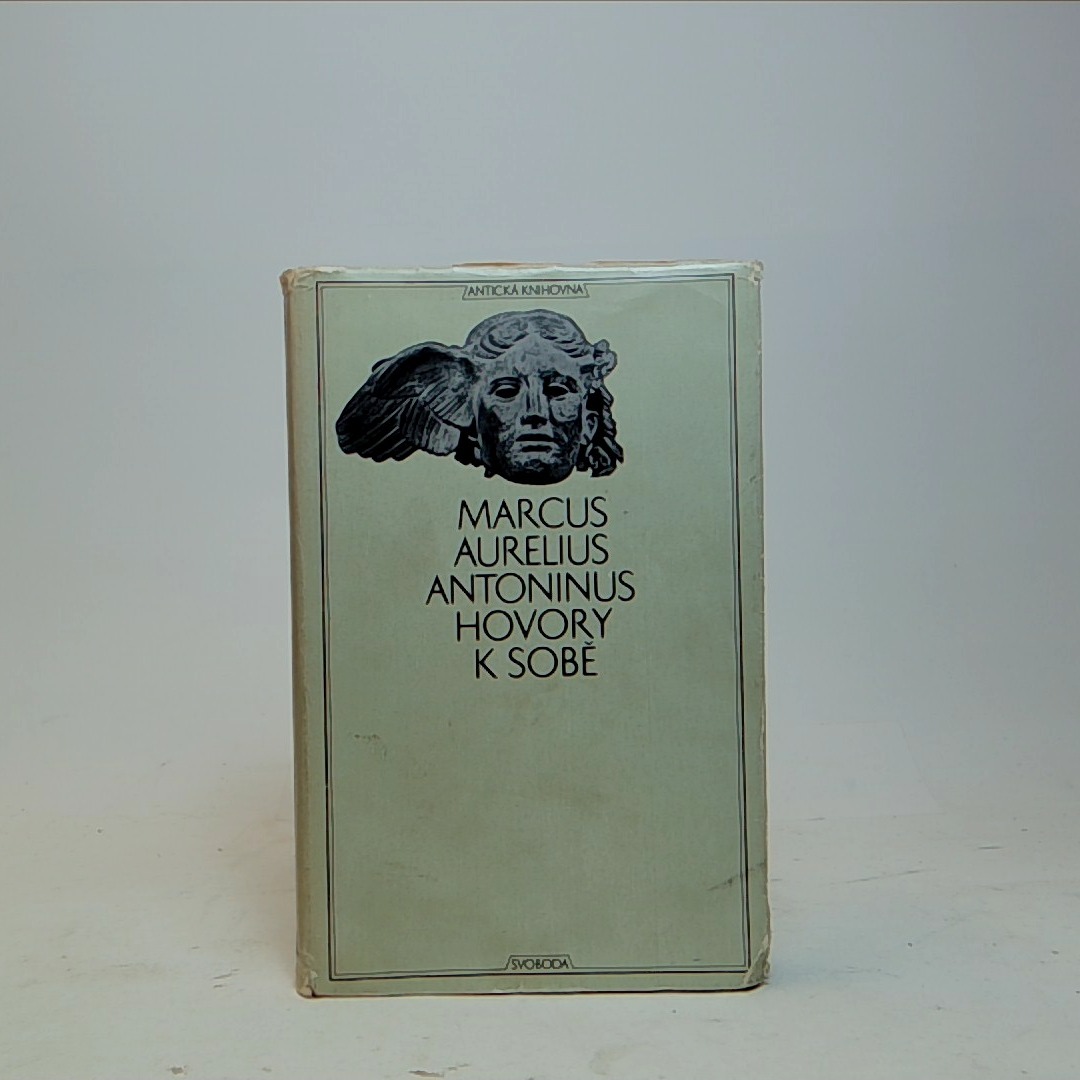 ANTICKÁ KNIHOVNA
MARCUS
AURELIUS
ANTONINUS
HOVORY
K SOBĚ
SVOBODA